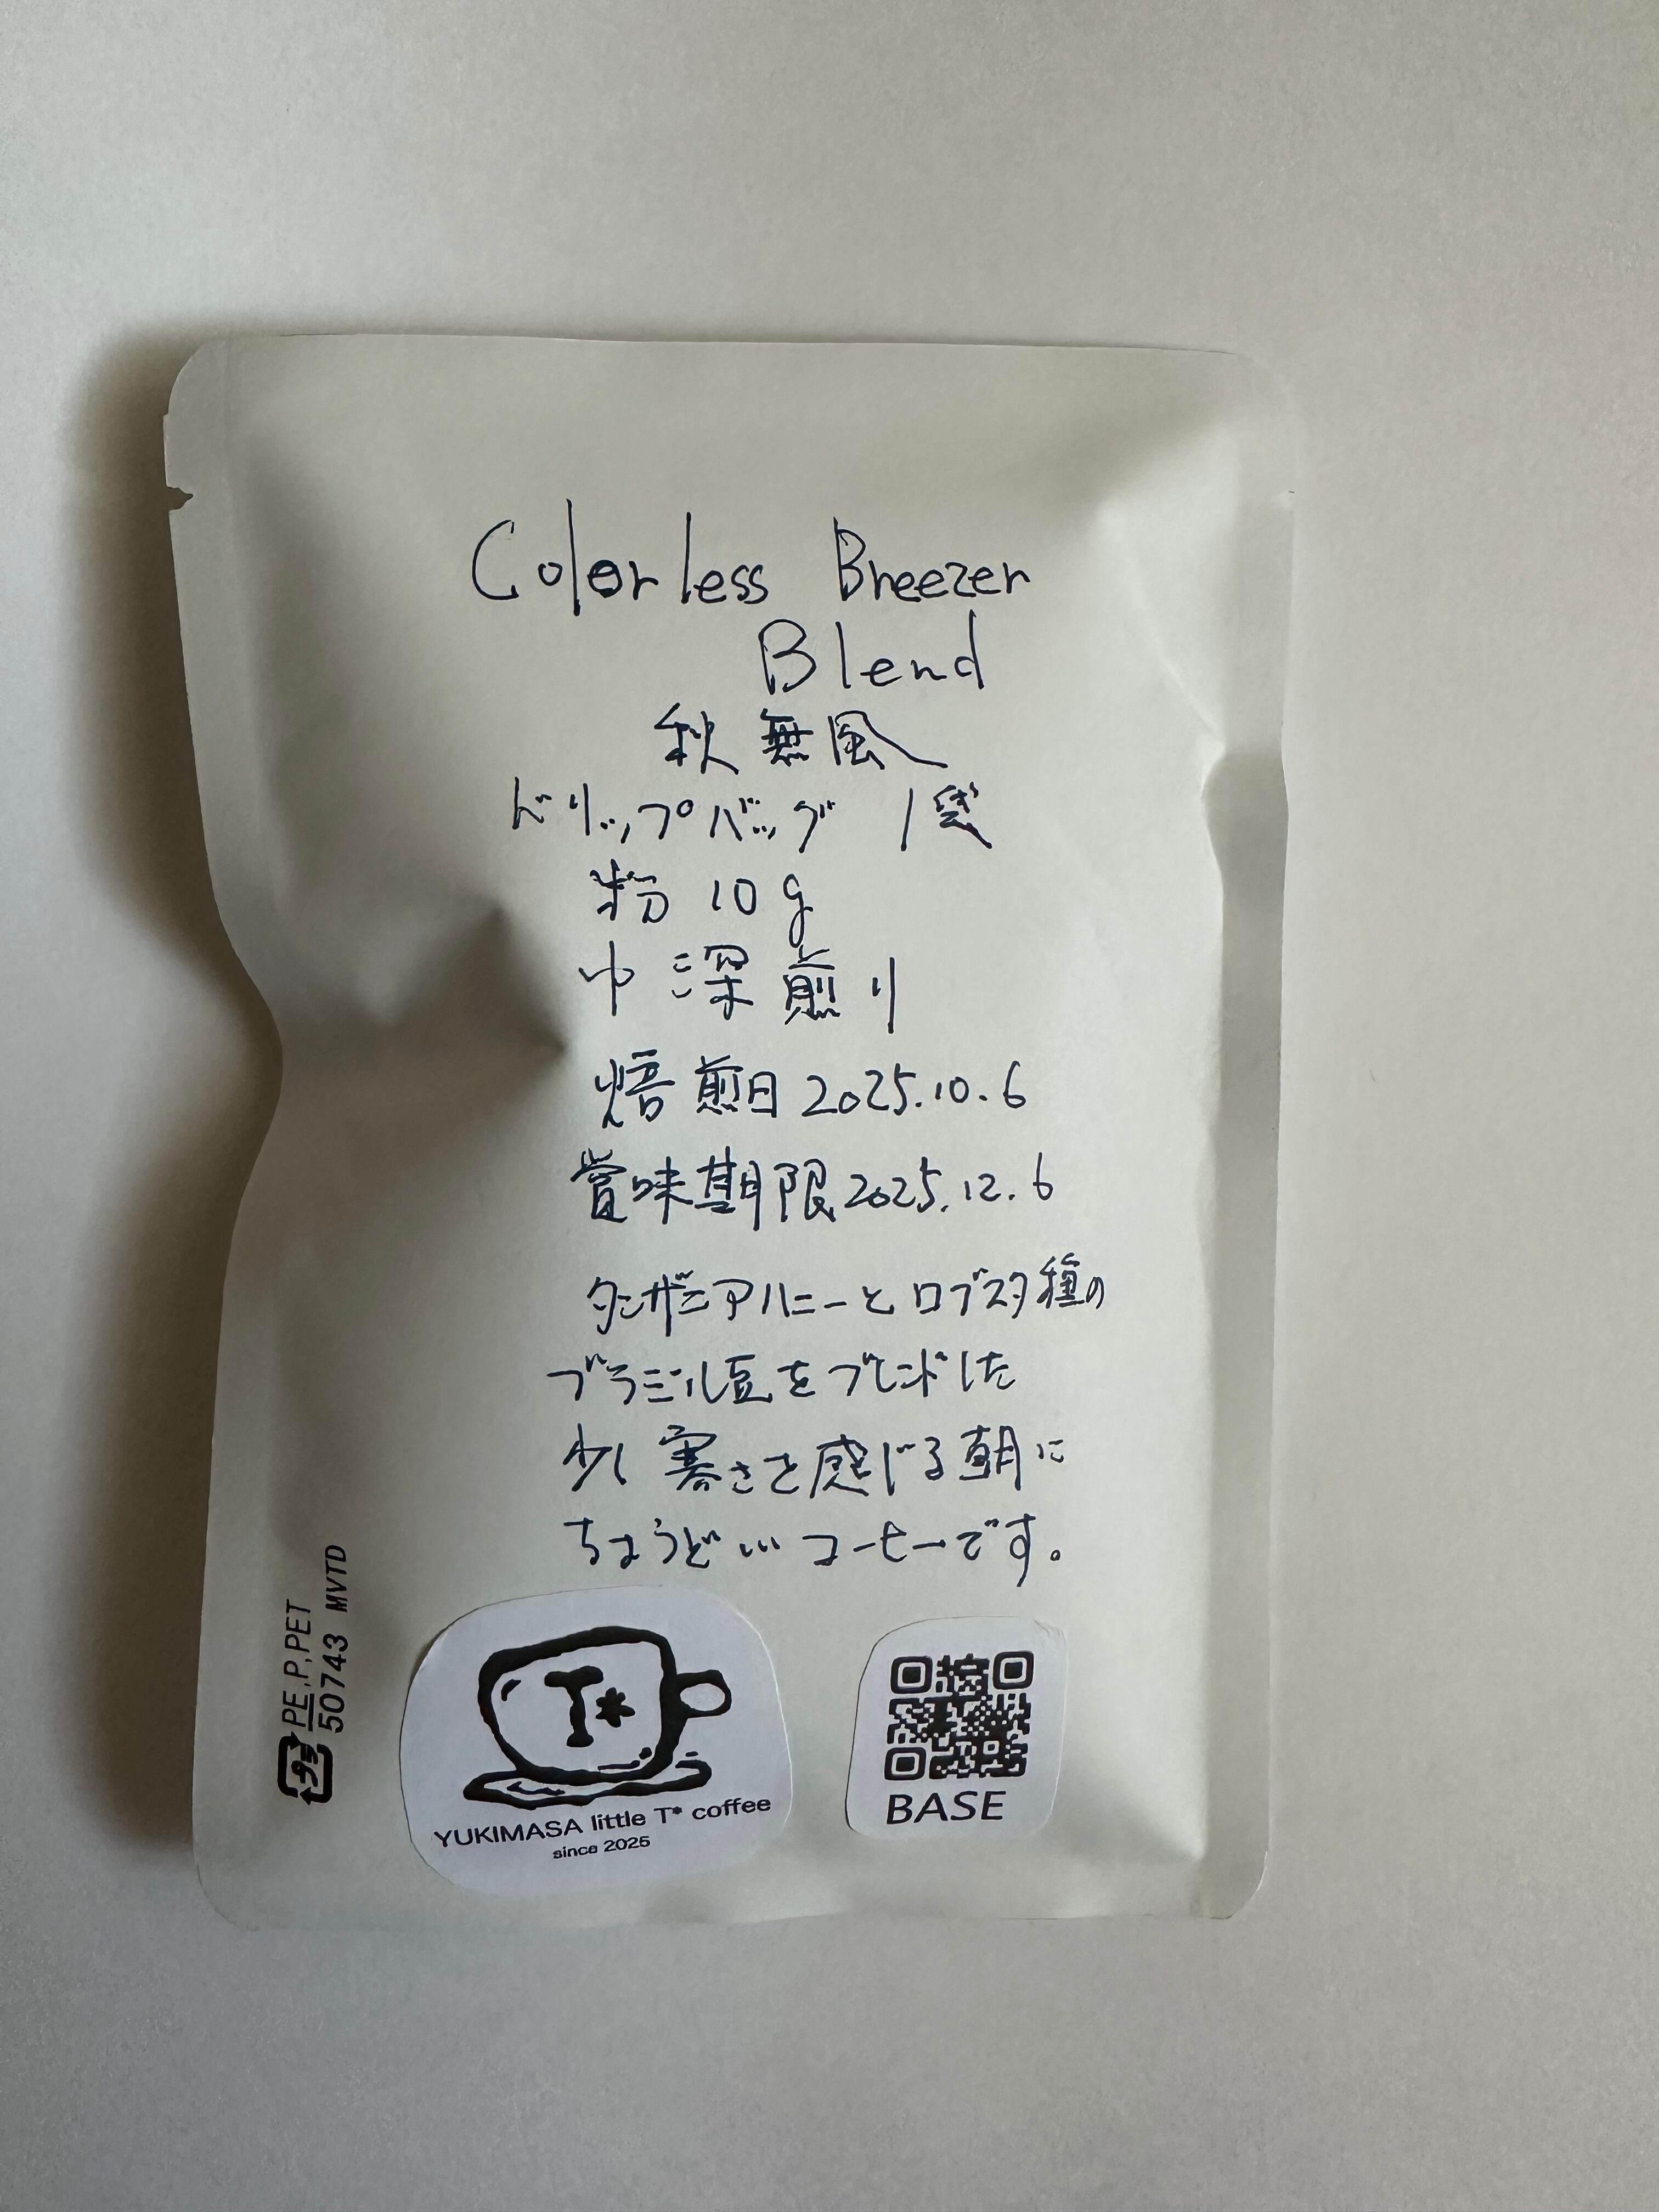 Colorless Breezer
Blend
秋無風
ドリップバッグ 1袋
粉 10g
中深煎り
焙煎日 2025.10.6
賞味期限 2025.12.6
タンザニアハニーとロブスタ種の
ブラジル豆をブレンドした
少し寒さを感じる朝に
ちょうどいいコーヒーです。
プラ PE,P,PET
50743 MVTD
T*
YUKIMASA little T* coffee
since 2025
BASE